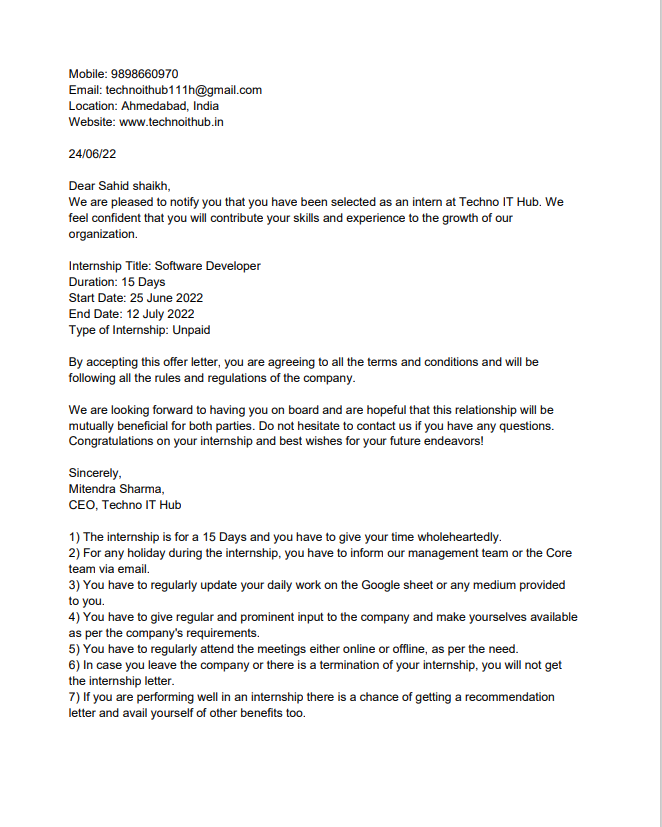 Mobile: 9898660970
Email: technoithub111h@gmail.com
Location: Ahmedabad, India
Website: www.technoithub.in
24/06/22
Dear Sahid shaikh,
We are pleased to notify you that you have been selected as an intern at Techno IT Hub. We
feel confident that you will contribute your skills and experience to the growth of our
organization.
Internship Title: Software Developer
Duration: 15 Days
Start Date: 25 June 2022
End Date: 12 July 2022
Type of Internship: Unpaid
By accepting this offer letter, you are agreeing to all the terms and conditions and will be
following all the rules and regulations of the company.
We are looking forward to having you on board and are hopeful that this relationship will be
mutually beneficial for both parties. Do not hesitate to contact us if you have any questions.
Congratulations on your internship and best wishes for your future endeavors!
Sincerely,
Mitendra Sharma,
CEO, Techno IT Hub
1) The internship is for a 15 Days and you have to give your time wholeheartedly.
2) For any holiday during the internship, you have to inform our management team or the Core
team via email.
3) You have to regularly update your daily work on the Google sheet or any medium provided
to you.
4) You have to give regular and prominent input to the company and make yourselves available
as per the company's requirements.
5) You have to regularly attend the meetings either online or offline, as per the need.
6) In case you leave the company or there is a termination of your internship, you will not get
the internship letter.
7) If you are performing well in an internship there is a chance of getting a recommendation
letter and avail yourself of other benefits too.